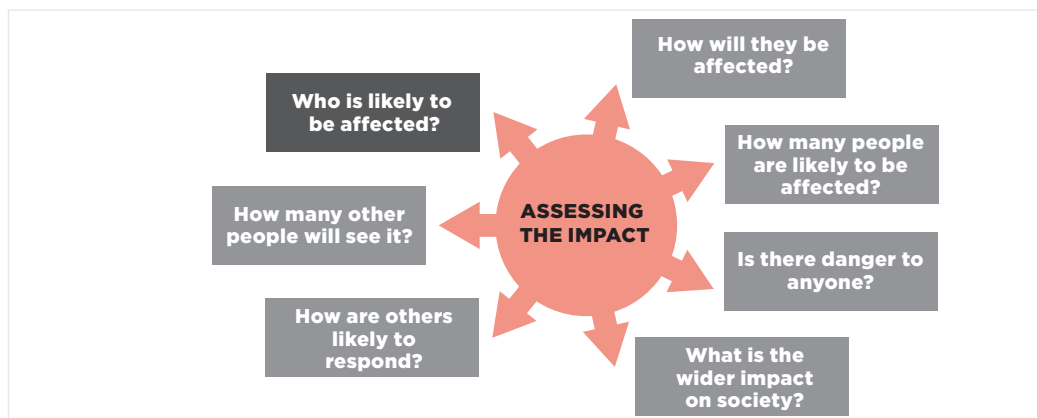 How will they be
affected?
Who is likely to
be affected?
How many people
are likely to be
affected?
How many other
people will see it?
ASSESSING
THE IMPACT
Is there danger to
anyone?
How are others
likely to
respond?
What is the
wider impact
on society?